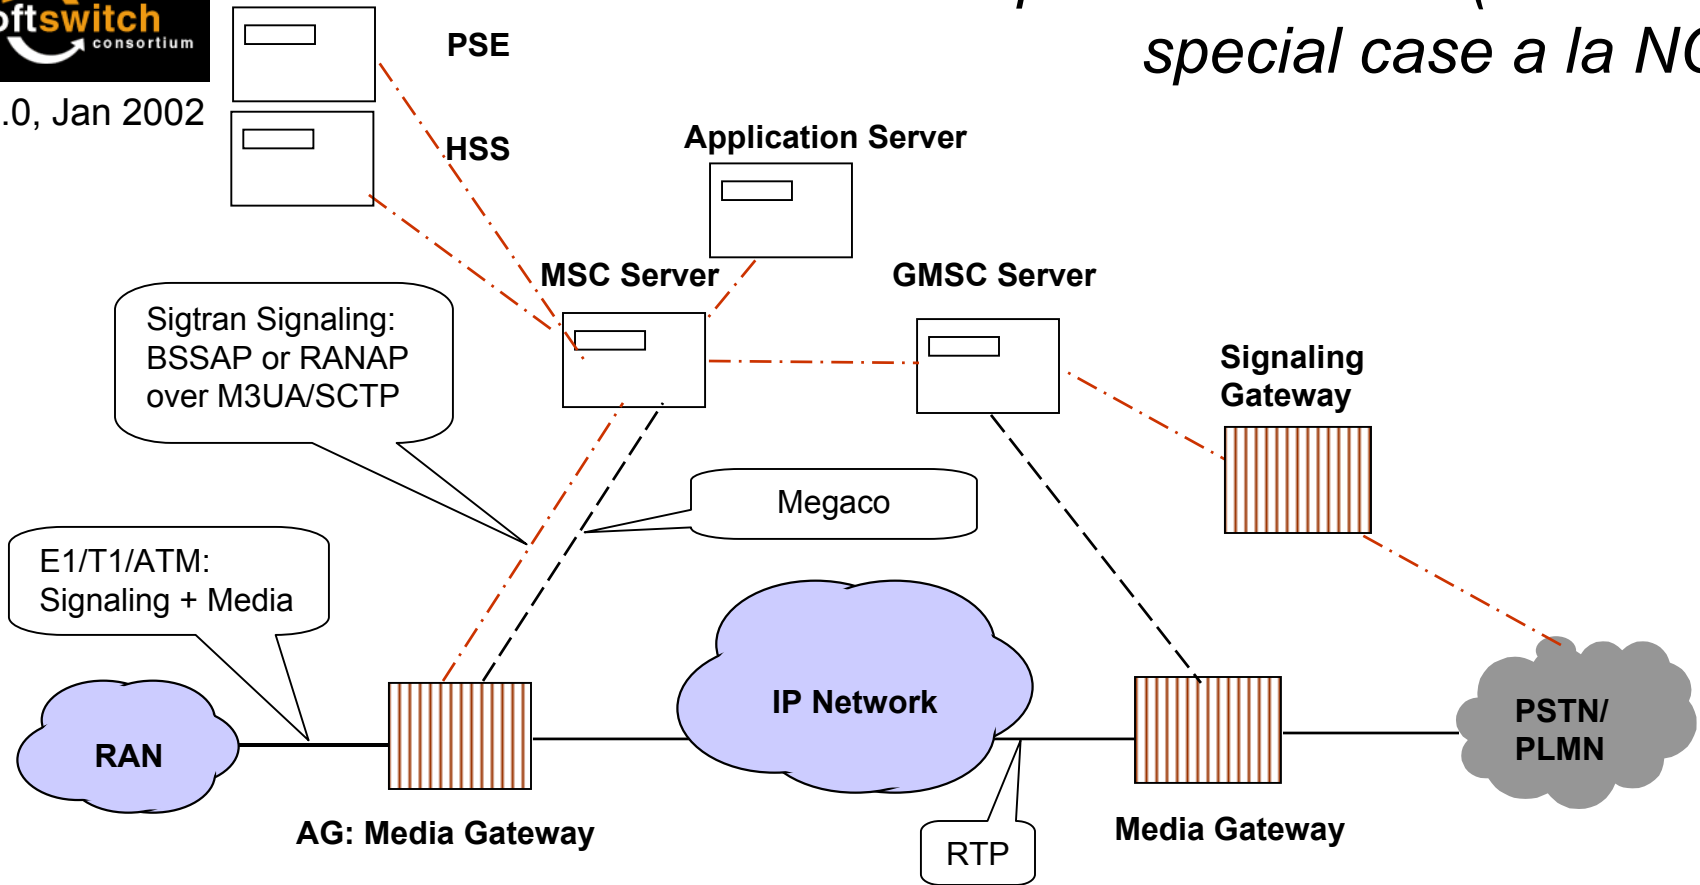 consortium
special case a la
.0, Jan 2002
PSE
HSS
Application Server
MSC Server
GMSC Server
Sigtran Signaling:
BSSAP or RANAP
over M3UA/SCTP
Signaling
Gateway
Megaco
E1/T1/ATM:
Signaling + Media
IP Network
RAN
PSTN/
PLMN
AG: Media Gateway
Media Gateway
RTP